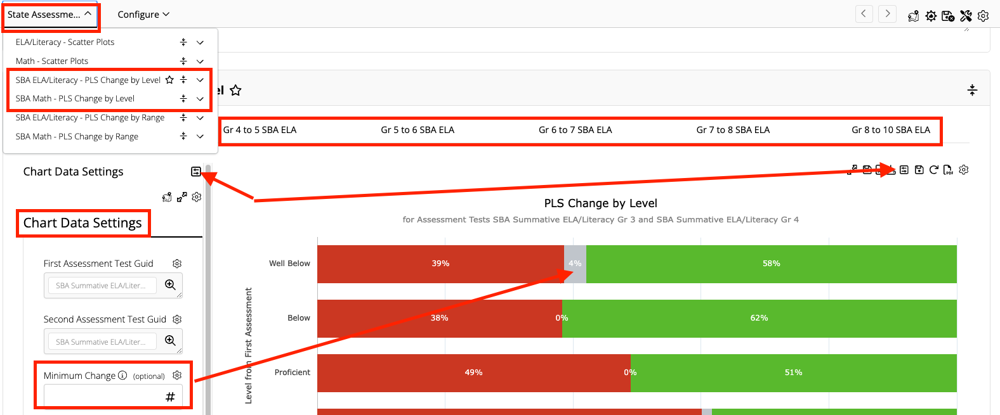 State Assessme...
Configure
ELA/Literacy - Scatter Plots
Math - Scatter Plots
SBA ELA/Literacy - PLS Change by Level
SBA Math - PLS Change by Level
SBA ELA/Literacy - PLS Change by Range
SBA Math - PLS Change by Range
Gr 4 to 5 SBA ELA
Gr 5 to 6 SBA ELA
Gr 6 to 7 SBA ELA
Gr 7 to 8 SBA ELA
Gr 8 to 10 SBA ELA
Chart Data Settings
Chart Data Settings
First Assessment Test Guid
SBA Summative ELA/Liter...
Second Assessment Test Guid
SBA Summative ELA/Liter...
Minimum Change (optional)
#
PDF
PLS Change by Level
for Assessment Tests SBA Summative ELA/Literacy Gr 3 and SBA Summative ELA/Literacy Gr 4
Level from First Assessment
Well Below
39%
4%
58%
Below
38%
0%
62%
Proficient
49%
0%
51%